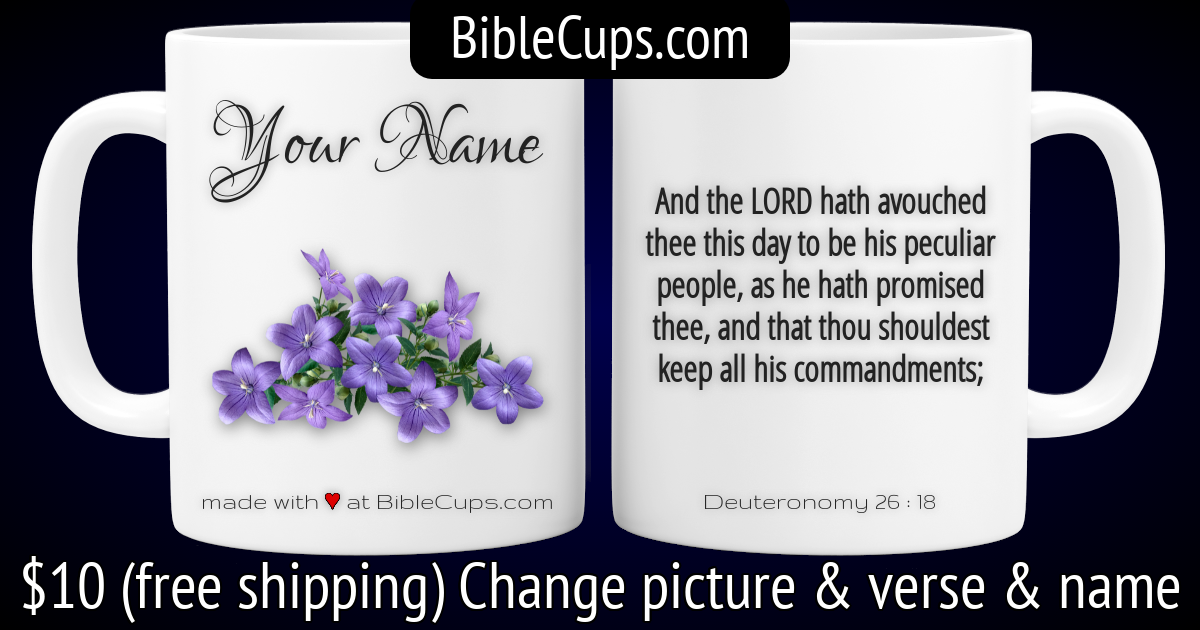 BibleCups.com
Your Name
made with ♥ at BibleCups.com
And the LORD hath avouched
thee this day to be his peculiar
people, as he hath promised
thee, and that thou shouldest
keep all his commandments;
Deuteronomy 26 : 18
$10 (free shipping) Change picture & verse & name